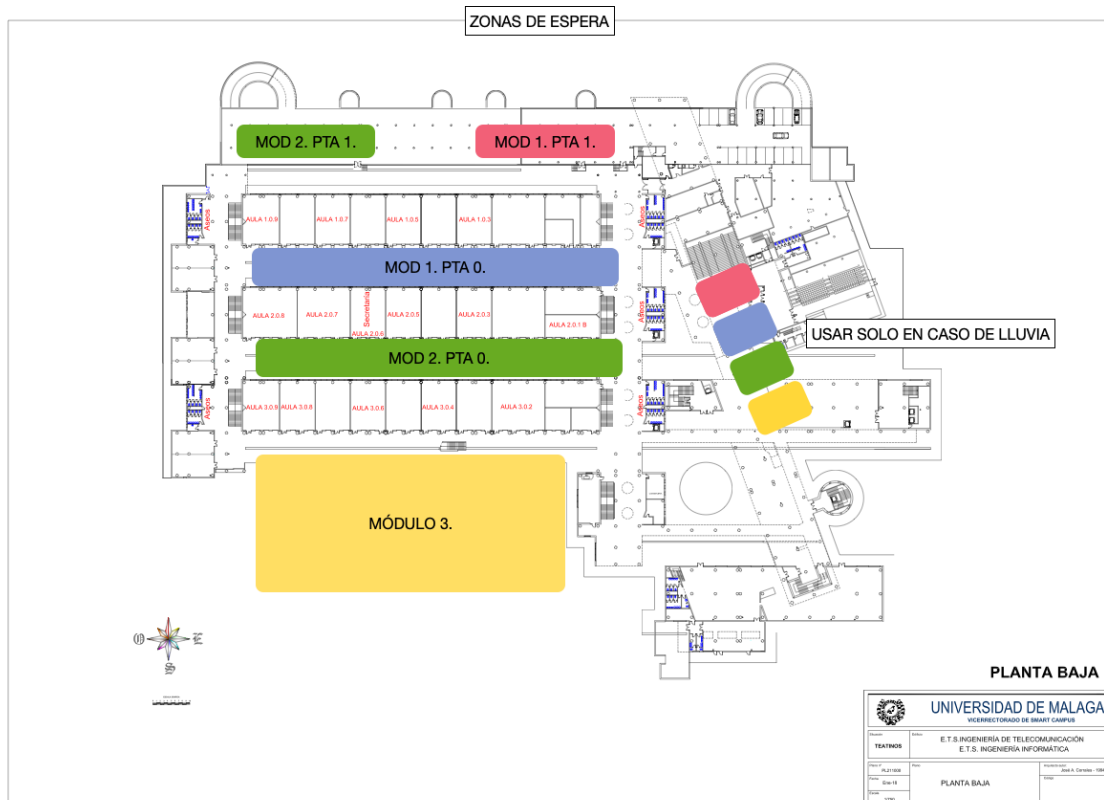 ZONAS DE ESPERA
MOD 2. PTA 1.
MOD 1. PTA 1.
Aseos
AULA 1.0.9
AULA 1.0.7
AULA 1.0.5
AULA 1.0.3
Aseos
MOD 1. PTA 0.
AULA 2.0.8
AULA 2.0.7
Secretaría
AULA 2.0.6
AULA 2.0.5
AULA 2.0.3
AULA 2.0.1 B
Aseos
USAR SOLO EN CASO DE LLUVIA
MOD 2. PTA 0.
Aseos
AULA 3.0.9
AULA 3.0.8
AULA 3.0.6
AULA 3.0.4
AULA 3.0.2
Aseos
MÓDULO 3.
O
E
S
PLANTA BAJA
UNIVERSIDAD DE MALAGA
VICERRECTORADO DE SMART CAMPUS
TEATINOS
E.T.S.INGENIERÍA DE TELECOMUNICACIÓN
E.T.S. INGENIERÍA INFORMÁTICA
PLANTA BAJA